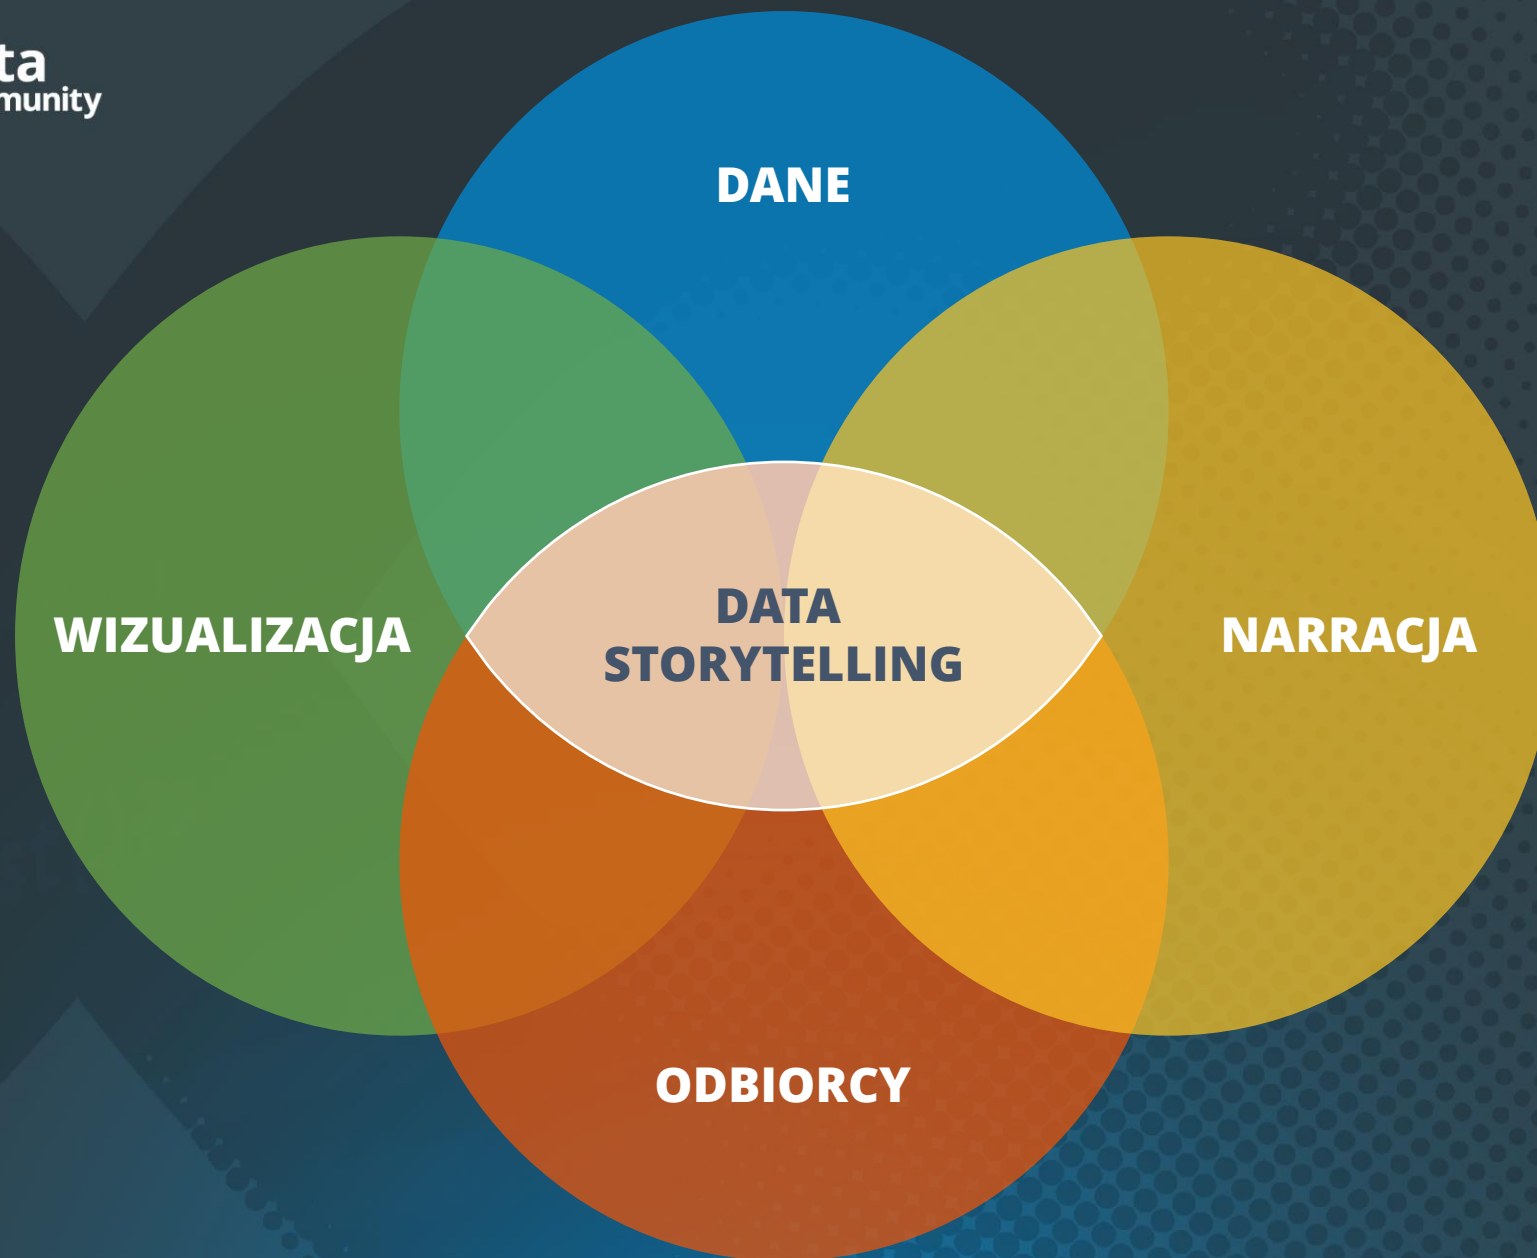 ta
munity
DANE
WIZUALIZACJA
DATA
STORYTELLING
NARRACJA
ODBIORCY